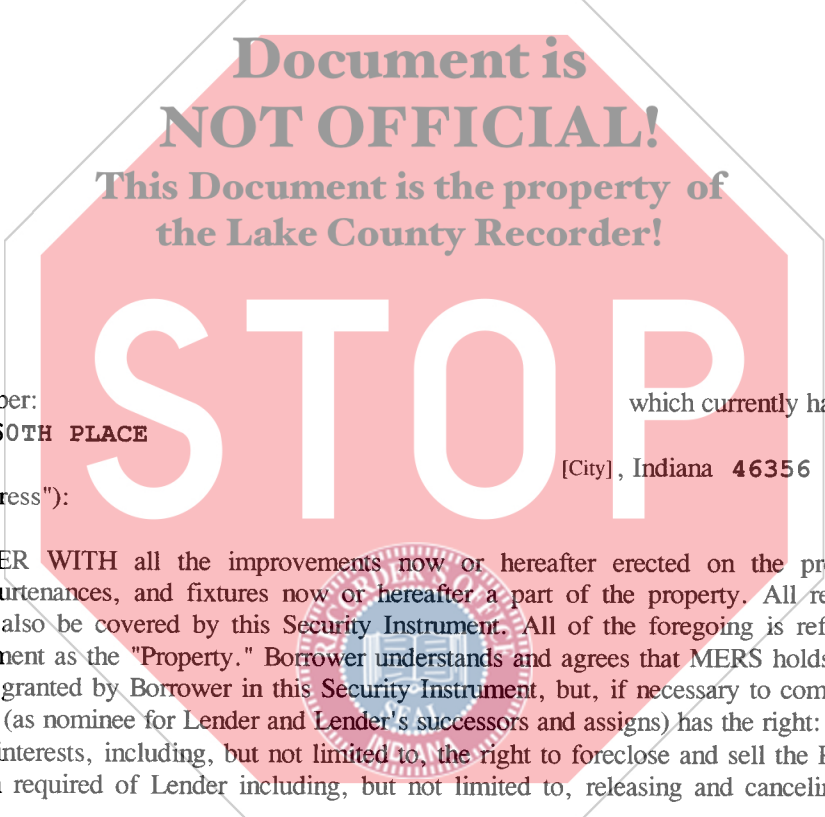 Document is
NOT OFFICIAL!
This Document is the property of
the Lake County Recorder!
STOP
ber:
which currently ha
0TH PLACE
[City], Indiana 46356
ress"):
ER WITH all the improvements now or hereafter erected on the pr
urtenances, and fixtures now or hereafter a part of the property. All re
also be covered by this Security Instrument. All of the foregoing is ref
ment as the "Property." Borrower understands and agrees that MERS holds
granted by Borrower in this Security Instrument, but, if necessary to com
(as nominee for Lender and Lender's successors and assigns) has the right:
interests, including, but not limited to, the right to foreclose and sell the
required of Lender including, but not limited to, releasing and cancelin
RECORDER'S OFFICE
SEAL
INDIANA